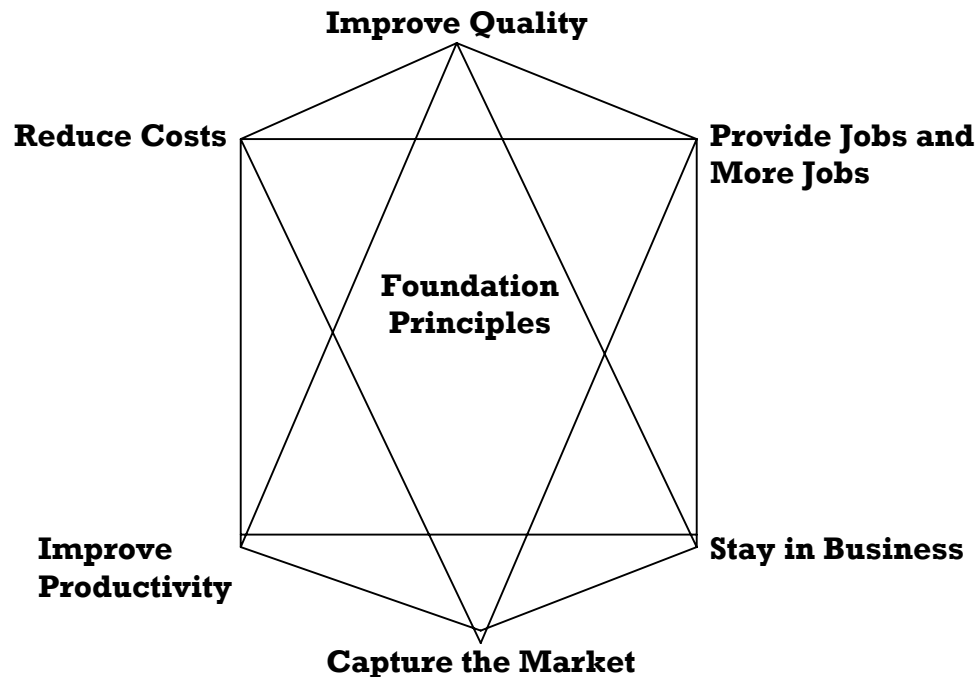 Improve Quality
Reduce Costs
Provide Jobs and
More Jobs
Foundation
Principles
Improve
Productivity
Stay in Business
Capture the Market